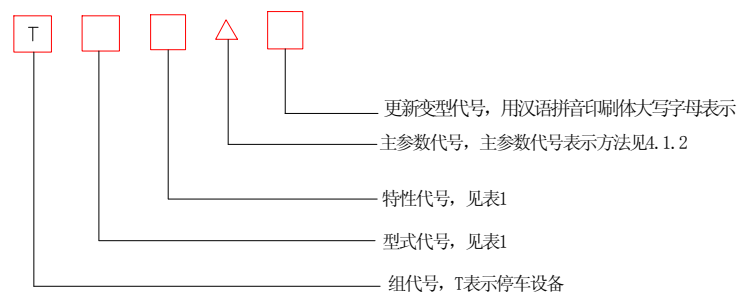 T
更新变型代号，用汉语拼音印刷体大写字母表示
主参数代号，主参数代号表示方法见4.1.2
特性代号，见表1
型式代号，见表1
组代号，T表示停车设备